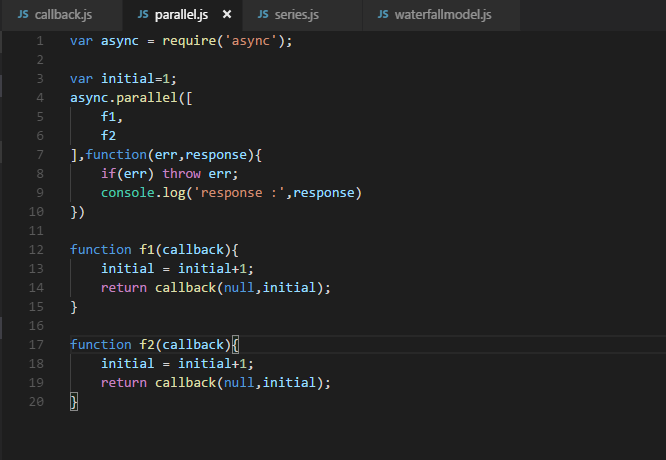 JS callback.js JS parallel.js × JS series.js JS waterfallmodel.js
1 var async = require('async');
2
3 var initial=1;
4 async.parallel([
5     f1,
6     f2
7 ],function(err,response){
8     if(err) throw err;
9     console.log('response :',response)
10 })
11
12 function f1(callback){
13     initial = initial+1;
14     return callback(null,initial);
15 }
16
17 function f2(callback){
18     initial = initial+1;
19     return callback(null,initial);
20 }